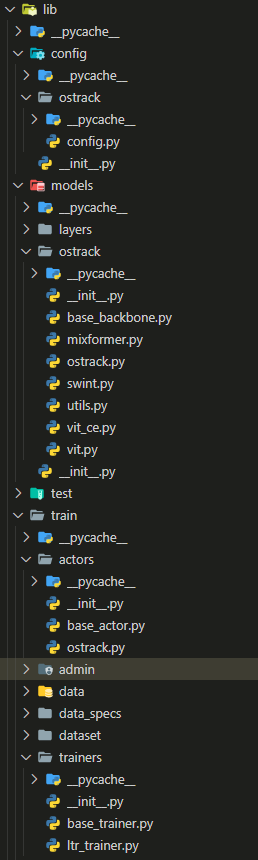 lib
__pycache__
config
__pycache__
ostrack
__pycache__
config.py
__init__.py
models
__pycache__
layers
ostrack
__pycache__
__init__.py
base_backbone.py
mixformer.py
ostrack.py
swint.py
utils.py
vit_ce.py
vit.py
__init__.py
test
train
__pycache__
actors
__pycache__
__init__.py
base_actor.py
ostrack.py
admin
data
data_specs
dataset
trainers
__pycache__
__init__.py
base_trainer.py
ltr_trainer.py